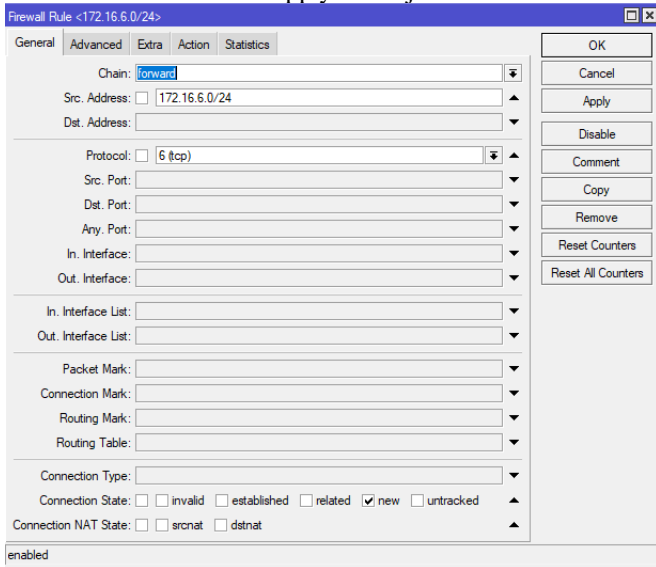 Firewall Rule <172.16.6.0/24>
General Advanced Extra Action Statistics
Chain: forward
Src. Address: 172.16.6.0/24
Dst. Address:
Protocol: 6 (tcp)
Src. Port:
Dst. Port:
Any. Port:
In. Interface:
Out. Interface:
In. Interface List:
Out. Interface List:
Packet Mark:
Connection Mark:
Routing Mark:
Routing Table:
Connection Type:
Connection State: invalid established related new untracked
Connection NAT State: srcnat dstnat
enabled
OK
Cancel
Apply
Disable
Comment
Copy
Remove
Reset Counters
Reset All Counters